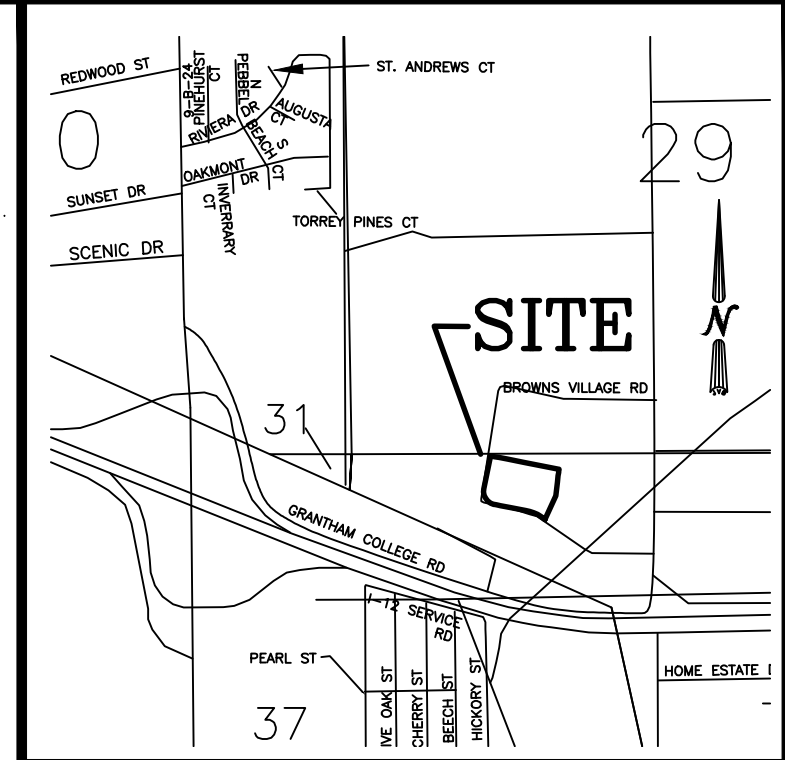 REDWOOD ST
9-B-24
PINEHURST
CT
PEBBEL
BEACH
CT
N
S
ST. ANDREWS CT
RIVIERA DR
AUGUSTA
CT
29
OAKMONT
DR
SUNSET DR
INVERRARY
CT
TORREY PINES CT
SCENIC DR
SITE
N
BROWNS VILLAGE RD
31
GRANTHAM COLLEGE RD
I-12 SERVICE
RD
PEARL ST
HOME ESTATE
IVE OAK ST
CHERRY ST
BEECH ST
HICKORY ST
37